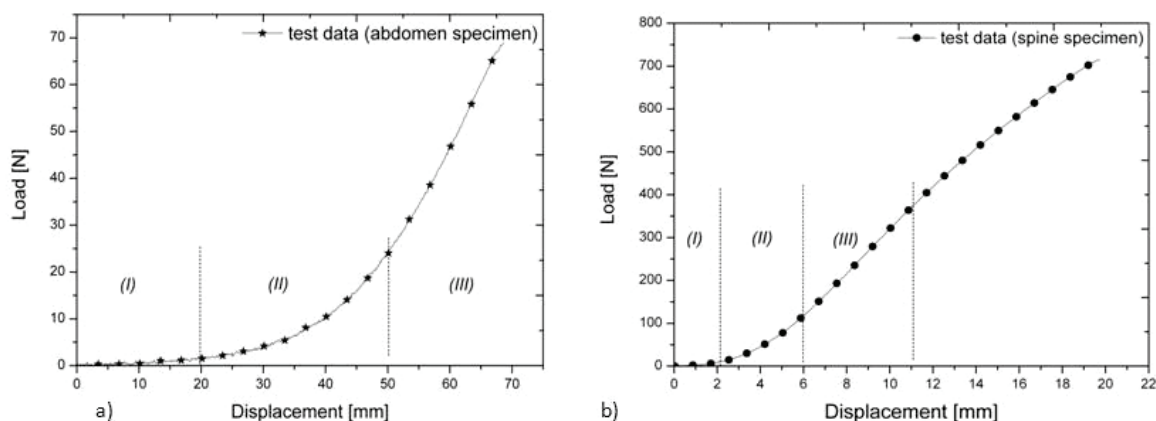 70
60
50
40
30
20
10
0
Load [N]
test data (abdomen specimen)
(I)
(II)
(III)
0 10 20 30 40 50 60 70
a)
Displacement [mm]
800
700
600
500
400
300
200
100
0
Load [N]
test data (spine specimen)
(I)
(II)
(III)
0 2 4 6 8 10 12 14 16 18 20 22
b)
Displacement [mm]